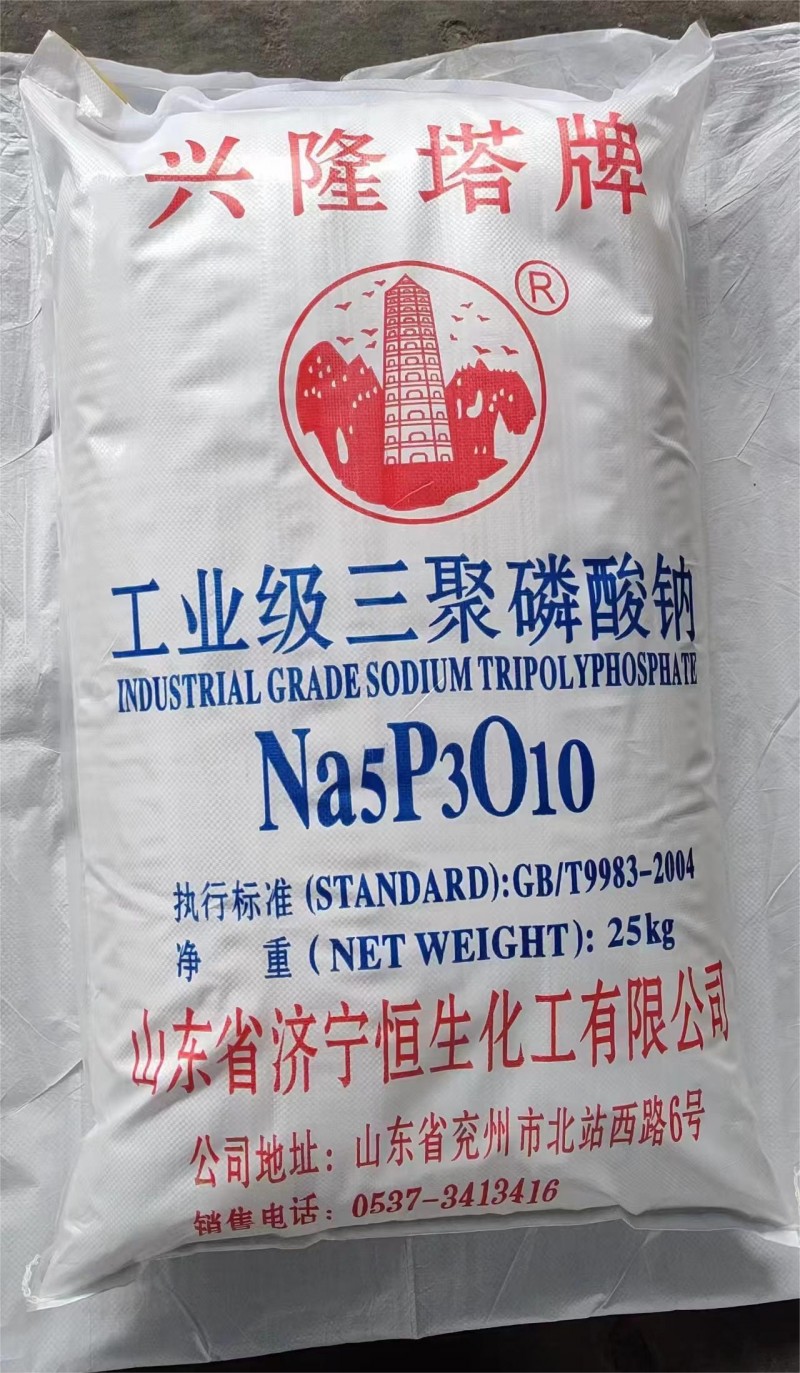 兴隆塔牌
®
工业级三聚磷酸钠
INDUSTRIAL GRADE SODIUM TRIPOLYPHOSPHATE
Na5P3O10
执行标准 (STANDARD):GB/T9983-2004
净 重 (NET WEIGHT): 25kg
山东省济宁恒生化工有限公司
公司地址：山东省兖州市北站西路6号
销售电话：0537-3413416